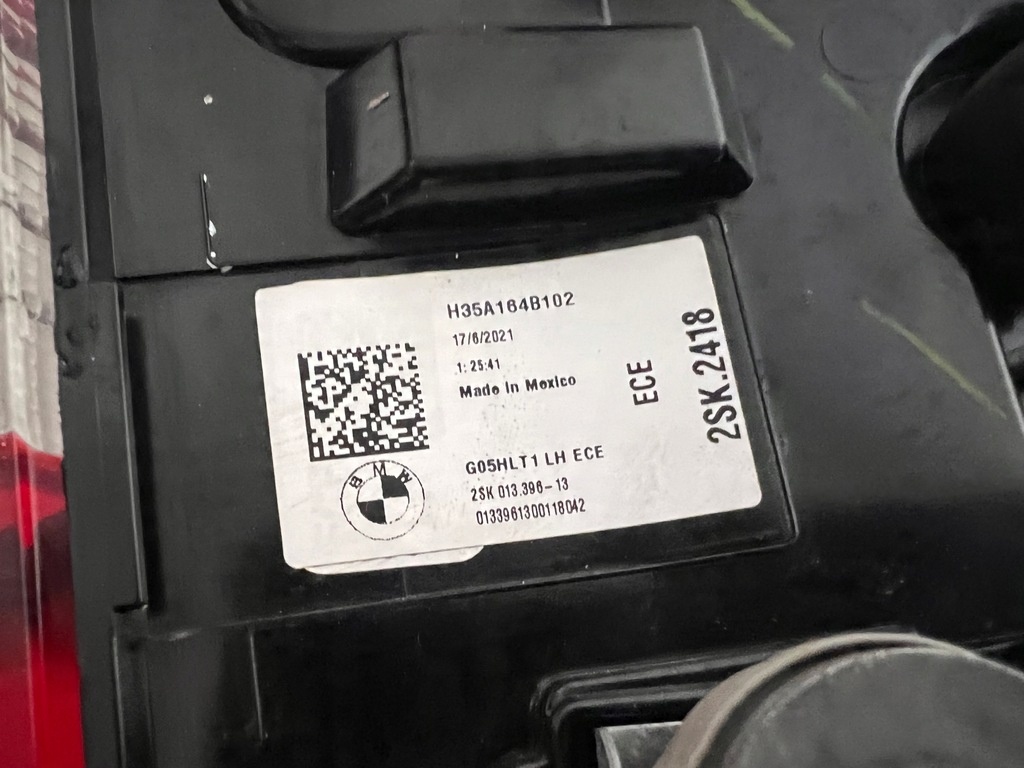 H35A164B102
17/6/2021
1:25:41
Made In Mexico
ECE
2SK.2418
BMW
G05HLT1 LH ECE
2SK 013.396-13
0133961300118042